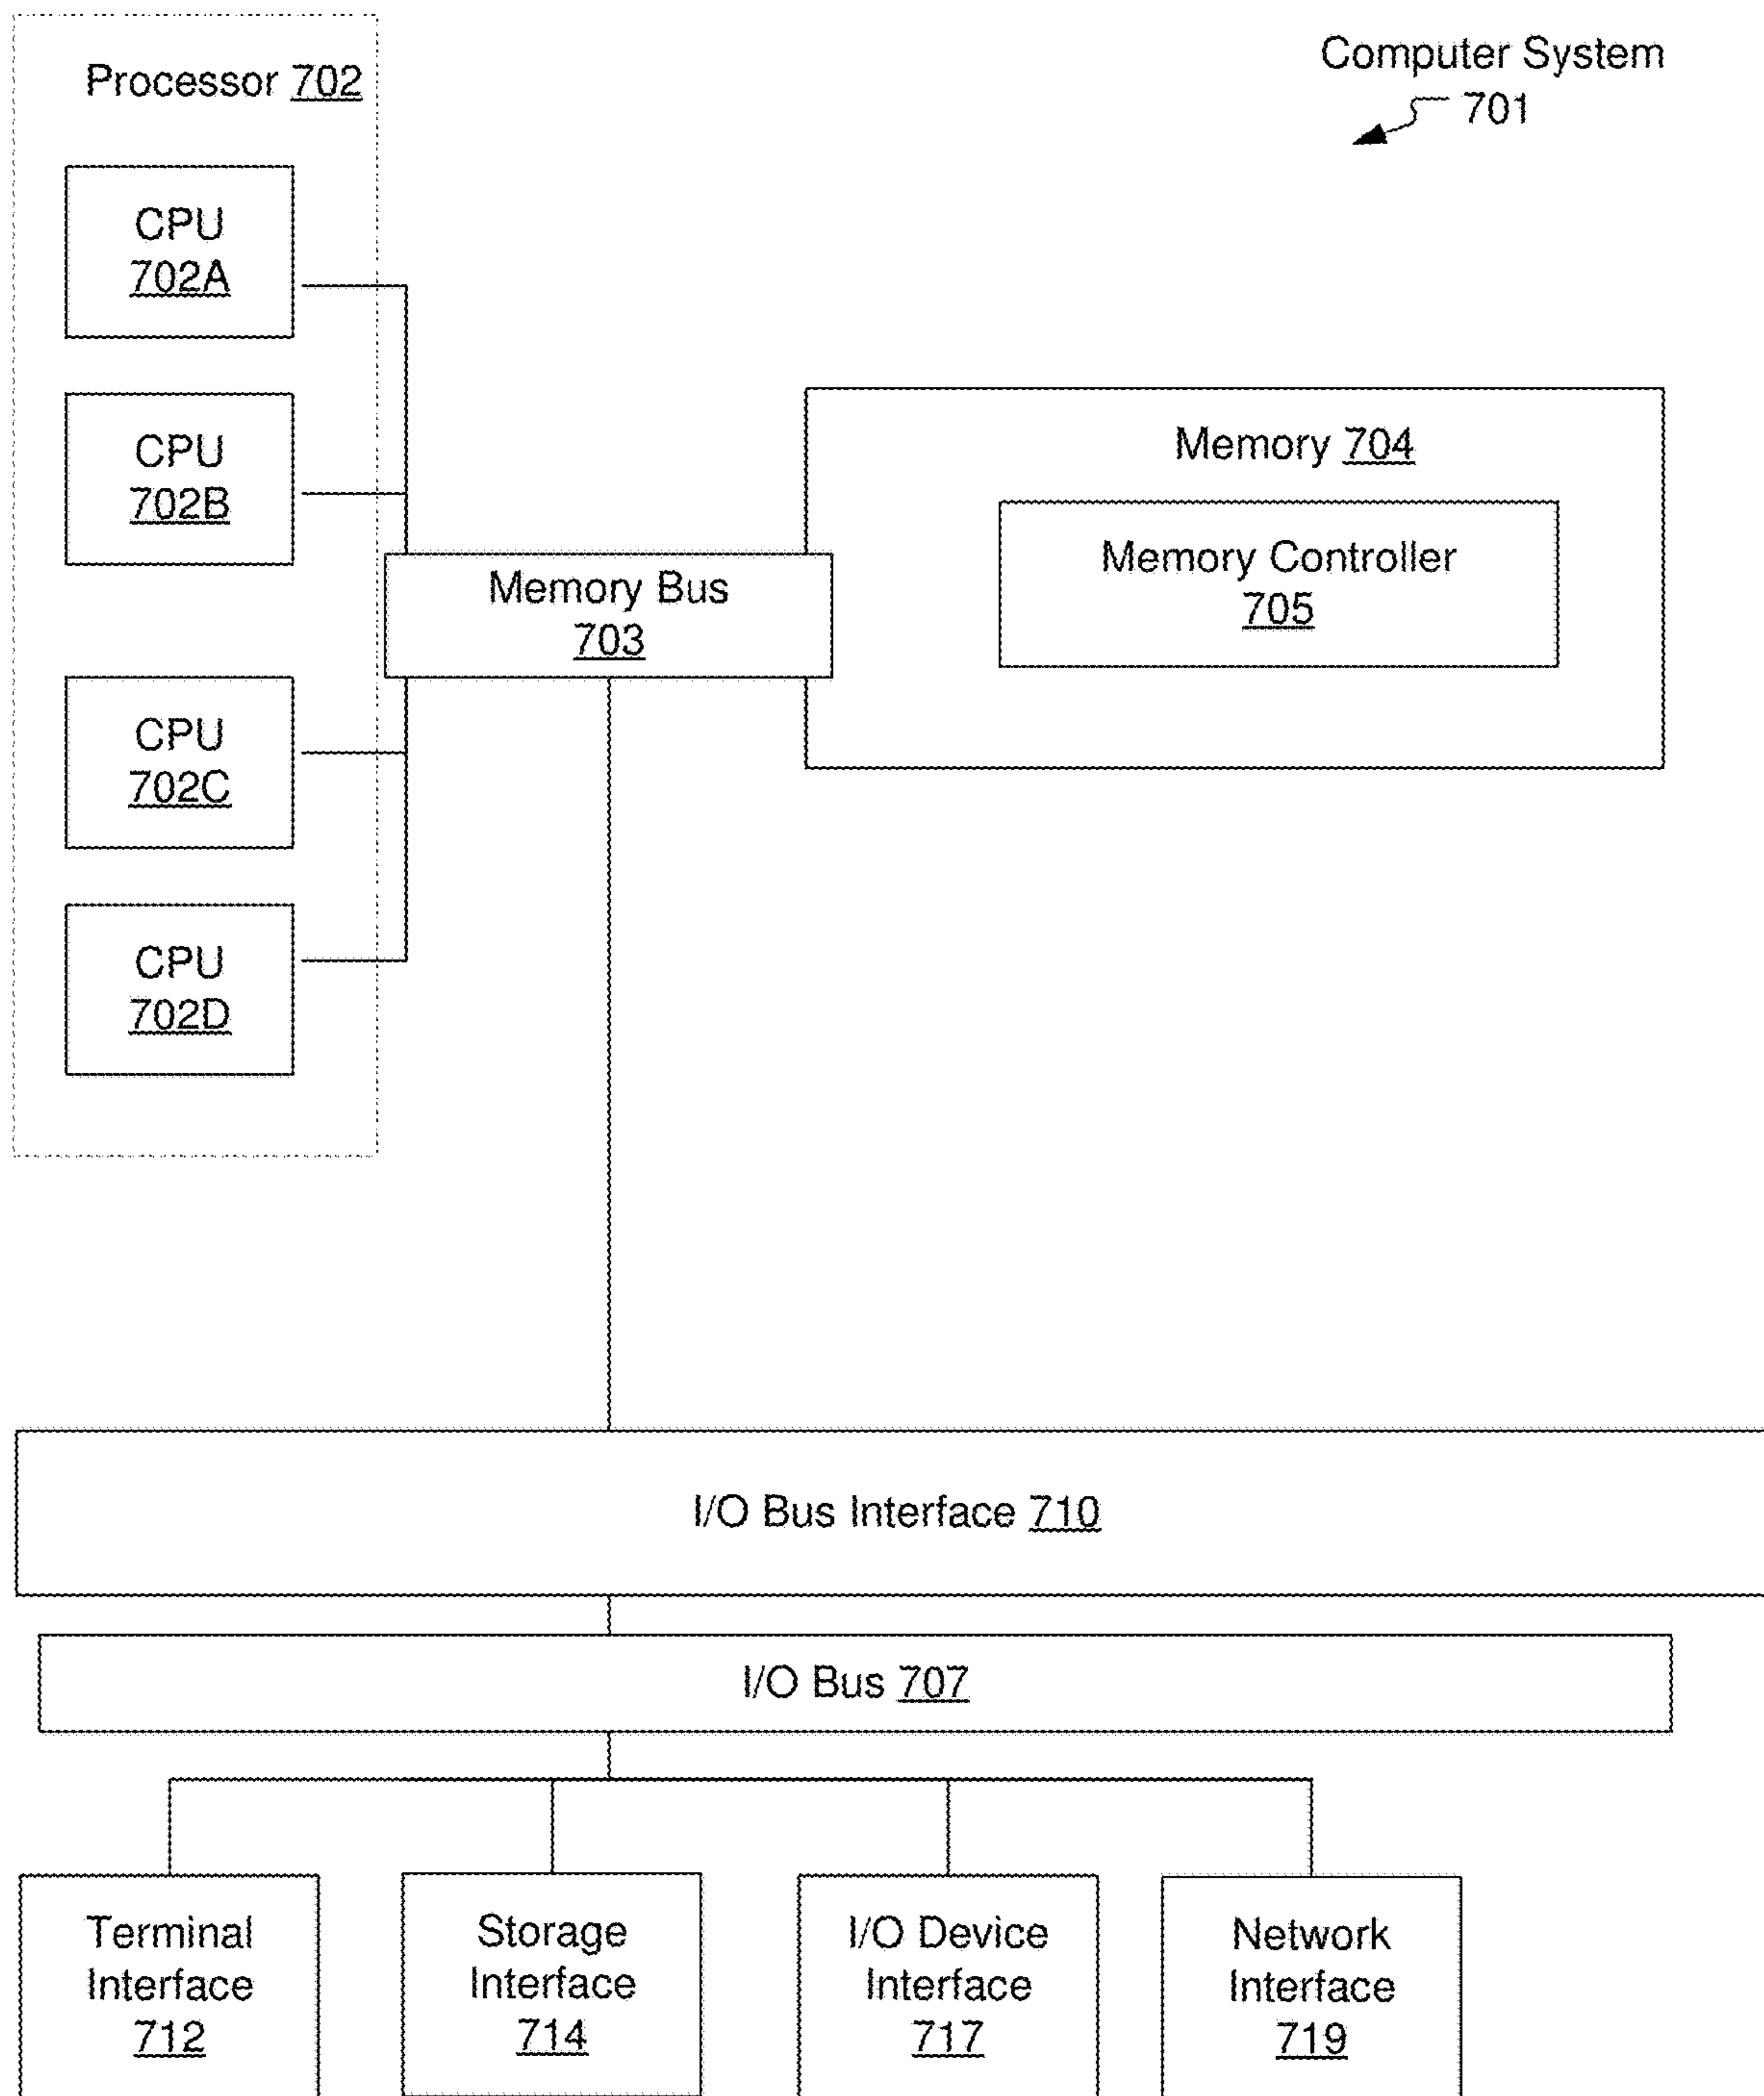 Processor 702
Computer System
701
CPU
702A
CPU
702B
Memory 704
Memory Controller
705
Memory Bus
703
CPU
702C
CPU
702D
I/O Bus Interface 710
I/O Bus 707
Terminal
Interface
712
Storage
Interface
714
I/O Device
Interface
717
Network
Interface
719